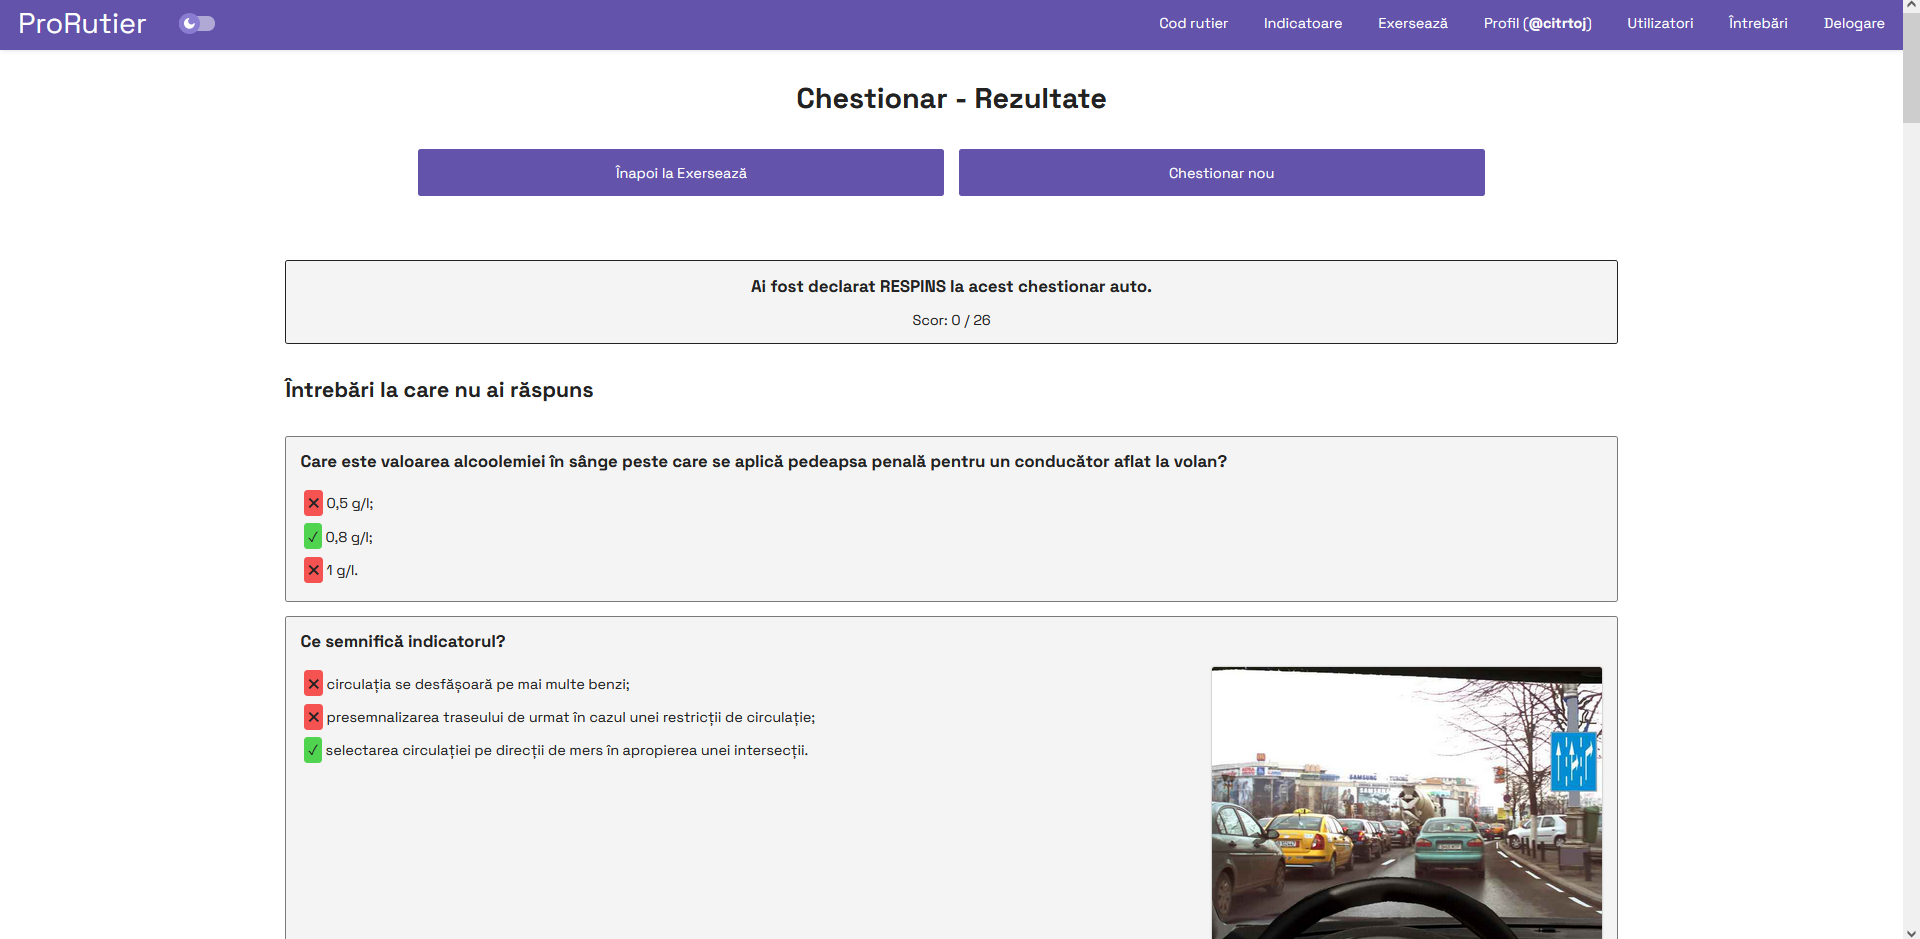 ProRutier
Cod rutier
Indicatoare
Exersează
Profil (@citrtoj)
Utilizatori
Întrebări
Delogare
Chestionar - Rezultate
Înapoi la Exersează
Chestionar nou
Ai fost declarat RESPINS la acest chestionar auto.
Scor: 0 / 26
Întrebări la care nu ai răspuns
Care este valoarea alcoolemiei în sânge peste care se aplică pedeapsa penală pentru un conducător aflat la volan?
0,5 g/l;
0,8 g/l;
1 g/l.
Ce semnifică indicatorul?
circulația se desfășoară pe mai multe benzi;
presemnalizarea traseului de urmat în cazul unei restricții de circulație;
selectarea circulației pe direcții de mers în apropierea unei intersecții.
SAMSUNG